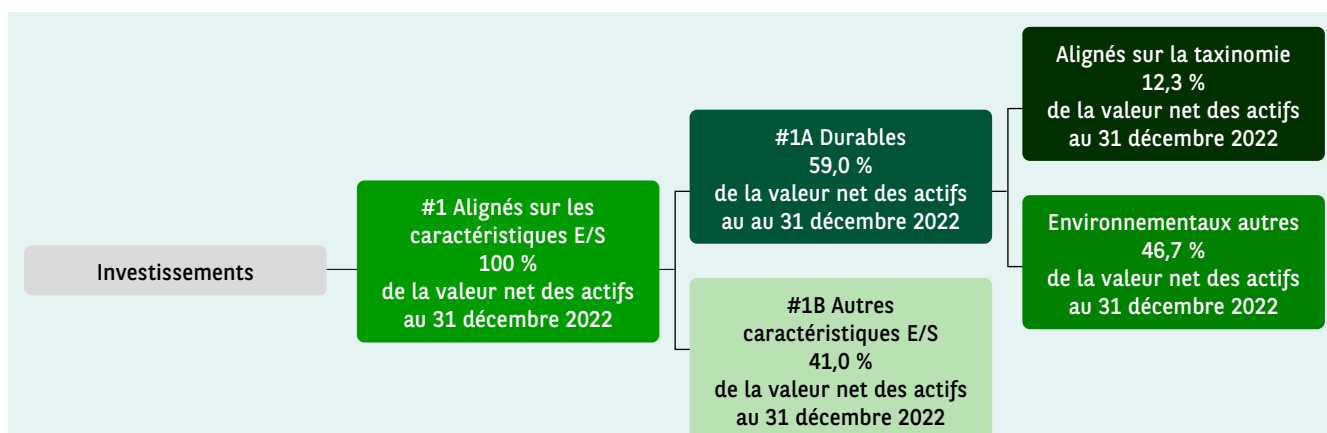 Investissements
#1 Alignés sur les
caractéristiques E/S
100 %
de la valeur net des actifs
au 31 décembre 2022
#1A Durables
59,0 %
de la valeur net des actifs
au au 31 décembre 2022
#1B Autres
caractéristiques E/S
41,0 %
de la valeur net des actifs
au 31 décembre 2022
Alignés sur la taxinomie
12,3 %
de la valeur net des actifs
au 31 décembre 2022
Environnementaux autres
46,7 %
de la valeur net des actifs
au 31 décembre 2022